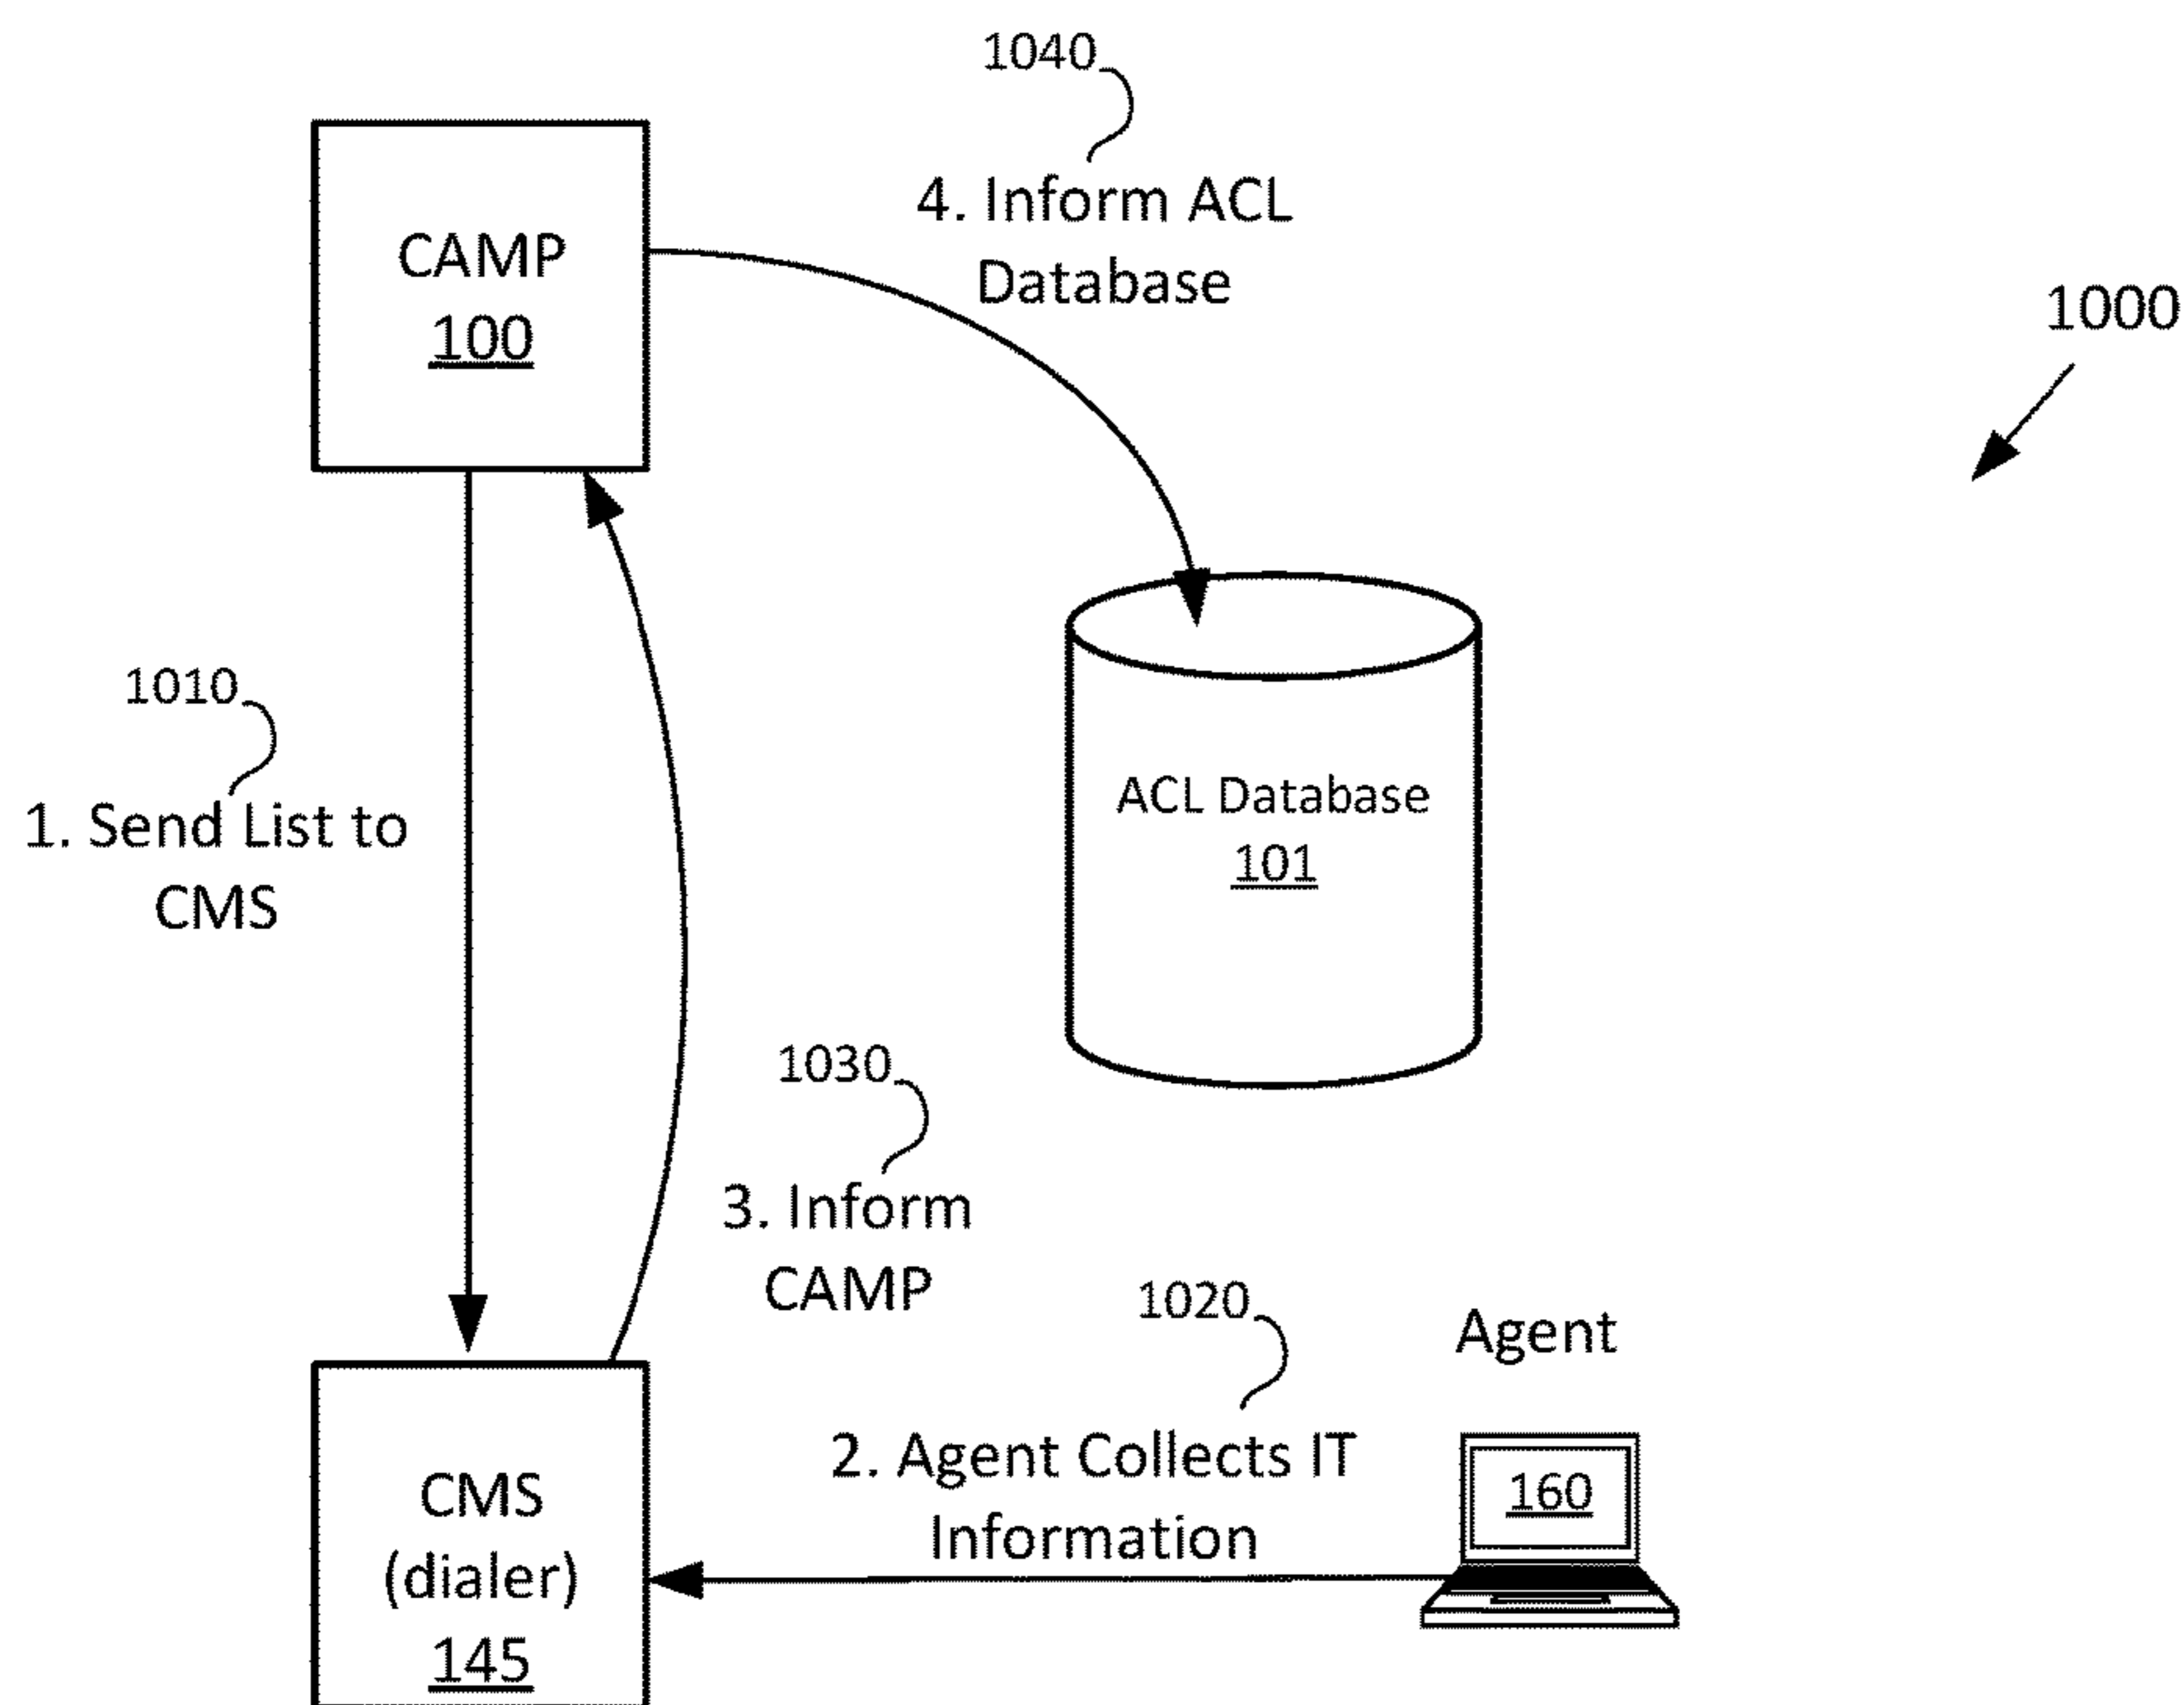 1040
CAMP
100
4. Inform ACL
Database
1000
1010
1. Send List to
CMS
ACL Database
101
1030
3. Inform
CAMP
1020
Agent
2. Agent Collects IT
Information
160
CMS
(dialer)
145